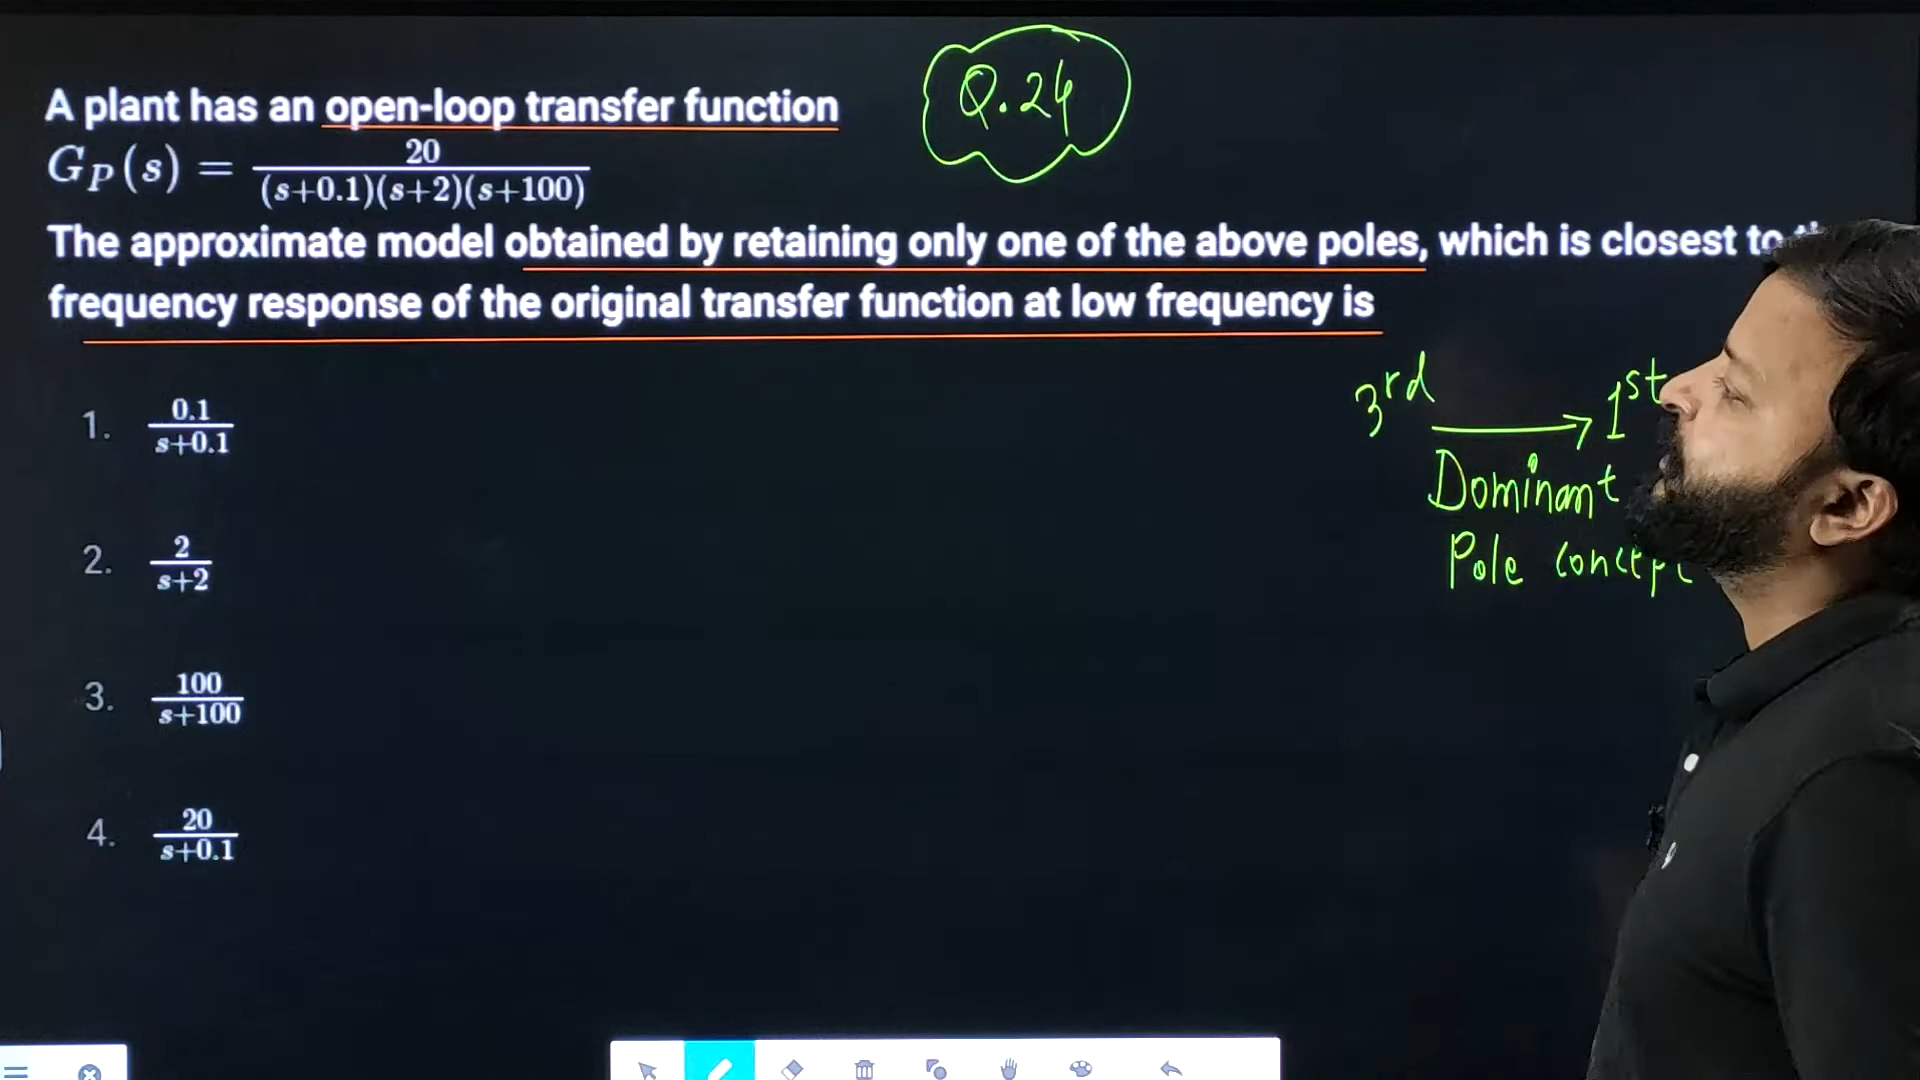 Q.24
A plant has an open-loop transfer function
G_P(s) = 20/((s+0.1)(s+2)(s+100))
The approximate model obtained by retaining only one of the above poles, which is closest to
frequency response of the original transfer function at low frequency is
1. 0.1/(s+0.1)
2. 2/(s+2)
3. 100/(s+100)
4. 20/(s+0.1)
3rd → 1st
Dominant
Pole concept